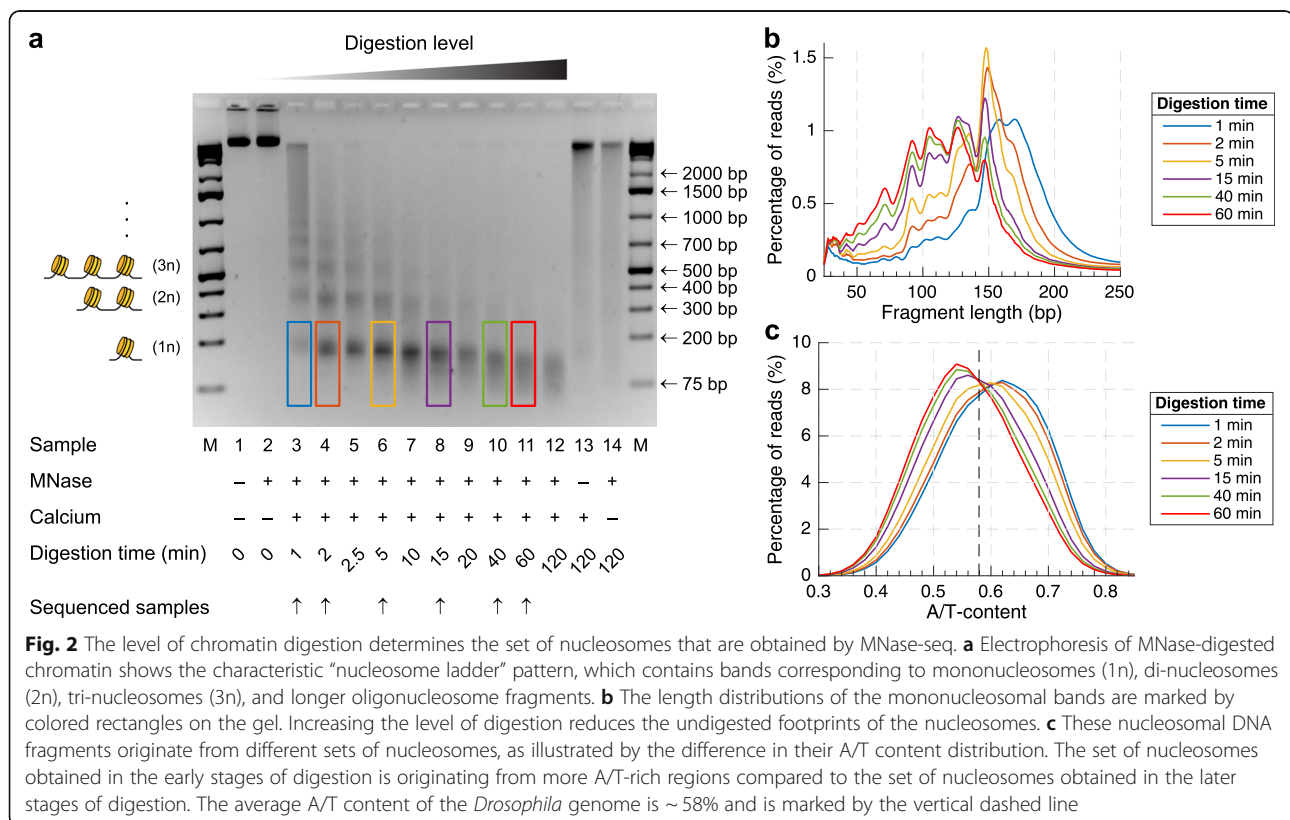 a
Digestion level
(3n)
(2n)
(1n)
← 2000 bp
← 1500 bp
← 1000 bp
← 700 bp
← 500 bp
← 400 bp
← 300 bp
← 200 bp
← 75 bp
Sample M 1 2 3 4 5 6 7 8 9 10 11 12 13 14 M
MNase – + + + + + + + + + + + + – +
Calcium – – + + + + + + + + + + + –
Digestion time (min) 0 0 1 2 2.5 5 10 15 20 40 60 120 120 120
Sequenced samples ↑ ↑ ↑ ↑ ↑ ↑
b
Percentage of reads (%)
1.5
1
0.5
0
50 100 150 200 250
Fragment length (bp)
Digestion time
1 min
2 min
5 min
15 min
40 min
60 min
c
Percentage of reads (%)
10
8
6
4
2
0
0.3 0.4 0.5 0.6 0.7 0.8
A/T-content
Digestion time
1 min
2 min
5 min
15 min
40 min
60 min
Fig. 2 The level of chromatin digestion determines the set of nucleosomes that are obtained by MNase-seq. a Electrophoresis of MNase-digested
chromatin shows the characteristic “nucleosome ladder” pattern, which contains bands corresponding to mononucleosomes (1n), di-nucleosomes
(2n), tri-nucleosomes (3n), and longer oligonucleosome fragments. b The length distributions of the mononucleosomal bands are marked by
colored rectangles on the gel. Increasing the level of digestion reduces the undigested footprints of the nucleosomes. c These nucleosomal DNA
fragments originate from different sets of nucleosomes, as illustrated by the difference in their A/T content distribution. The set of nucleosomes
obtained in the early stages of digestion is originating from more A/T-rich regions compared to the set of nucleosomes obtained in the later
stages of digestion. The average A/T content of the Drosophila genome is ~ 58% and is marked by the vertical dashed line